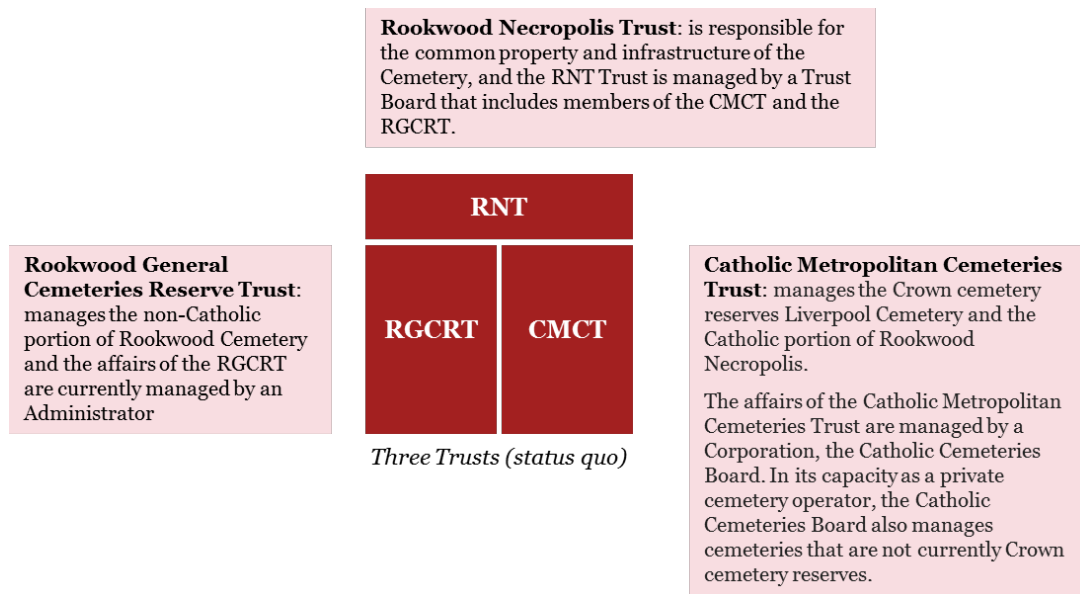 Rookwood Necropolis Trust: is responsible for
the common property and infrastructure of the
Cemetery, and the RNT Trust is managed by a Trust
Board that includes members of the CMCT and the
RGCRT.
RNT
Rookwood General
Cemeteries Reserve Trust:
manages the non-Catholic
portion of Rookwood Cemetery
and the affairs of the RGCRT
are currently managed by an
Administrator
RGCRT
CMCT
Three Trusts (status quo)
Catholic Metropolitan Cemeteries
Trust: manages the Crown cemetery
reserves Liverpool Cemetery and the
Catholic portion of Rookwood
Necropolis.
The affairs of the Catholic Metropolitan
Cemeteries Trust are managed by a
Corporation, the Catholic Cemeteries
Board. In its capacity as a private
cemetery operator, the Catholic
Cemeteries Board also manages
cemeteries that are not currently Crown
cemetery reserves.